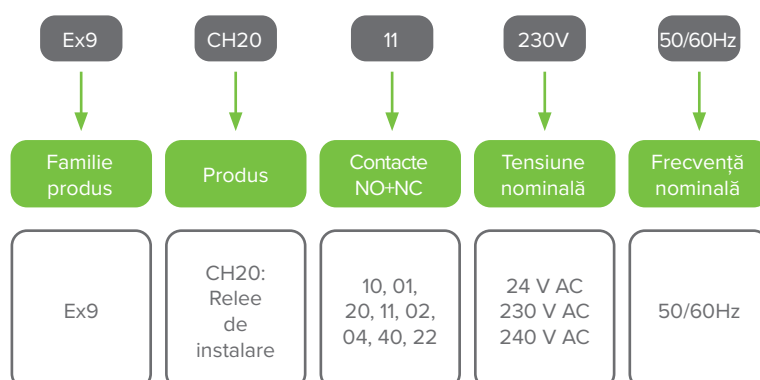 Ex9 CH20 11 230V 50/60Hz
Familie
produs
Produs
Contacte
NO+NC
Tensiune
nominală
Frecvență
nominală
Ex9
CH20:
Relee
de
instalare
10, 01,
20, 11, 02,
04, 40, 22
24 V AC
230 V AC
240 V AC
50/60Hz